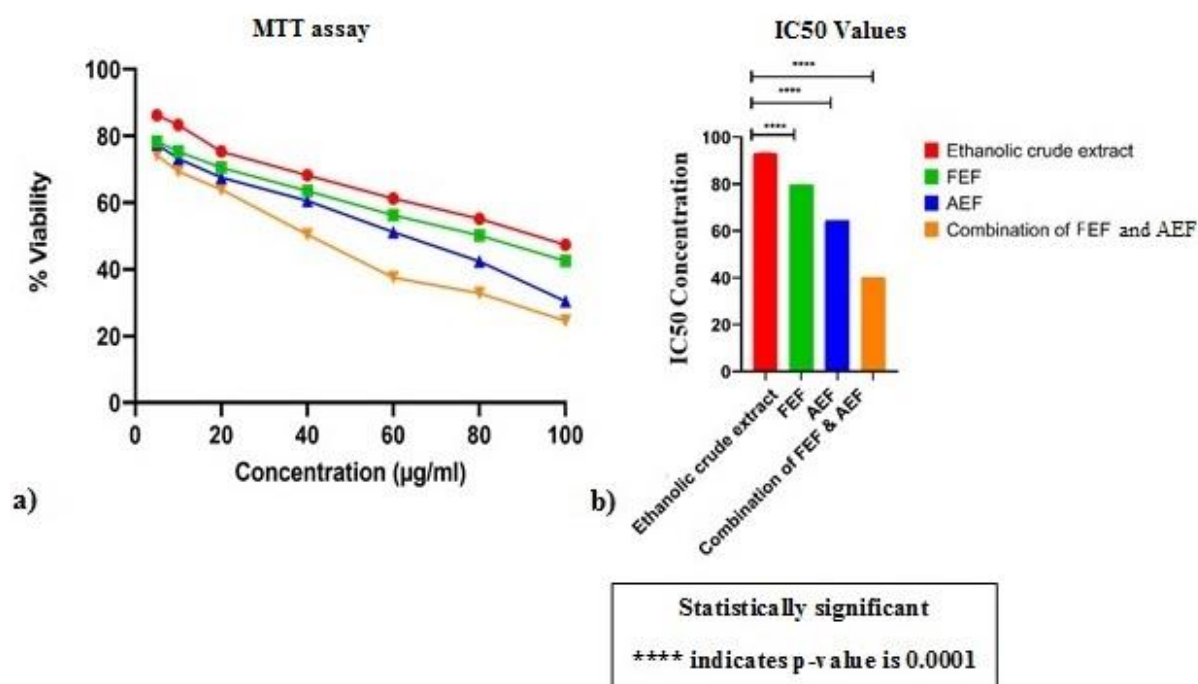 MTT assay
100
80
60
40
20
0
% Viability
0 20 40 60 80 100
Concentration (µg/ml)
a)
IC50 Values
****
****
****
100
80
60
40
20
0
IC50 Concentration
Ethanolic crude extract
FEF
AEF
Combination of FEF & AEF
b)
Ethanolic crude extract
FEF
AEF
Combination of FEF and AEF
Statistically significant
**** indicates p-value is 0.0001